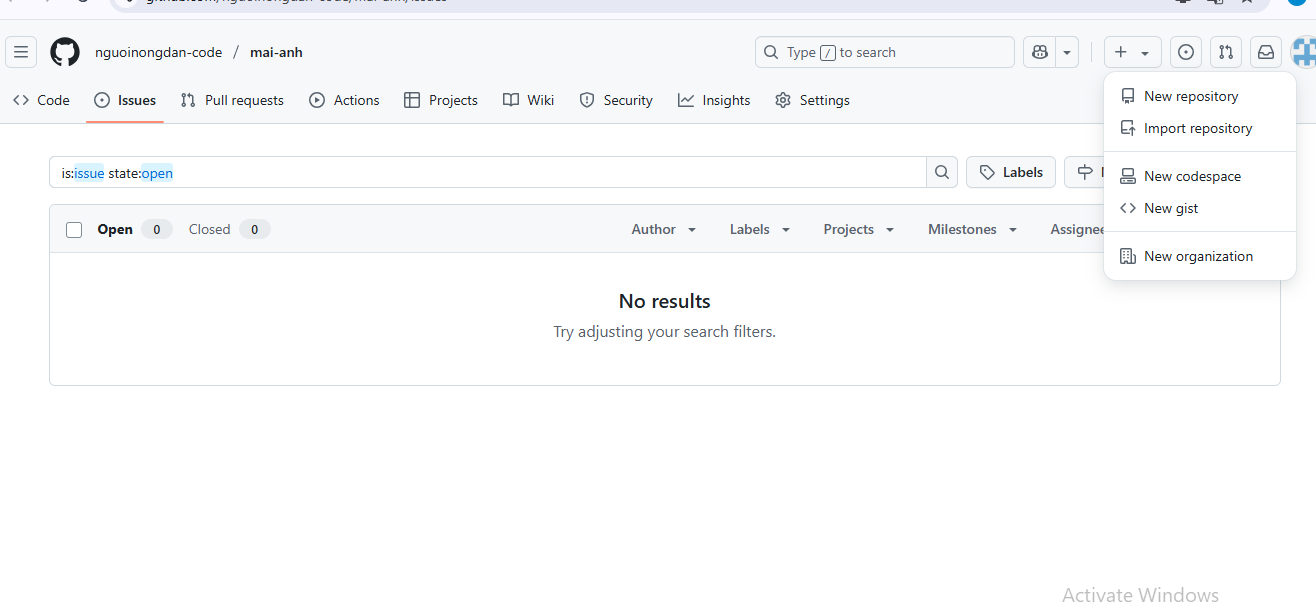 nguoinongdan-code / mai-anh
Type / to search
Code Issues Pull requests Actions Projects Wiki Insights Security Settings
New repository
Import repository
New codespace
New gist
New organization
is:issue state:open
Labels
Open 0 Closed 0 Author Labels Projects Milestones Assignee
No results
Try adjusting your search filters.
Activate Windows